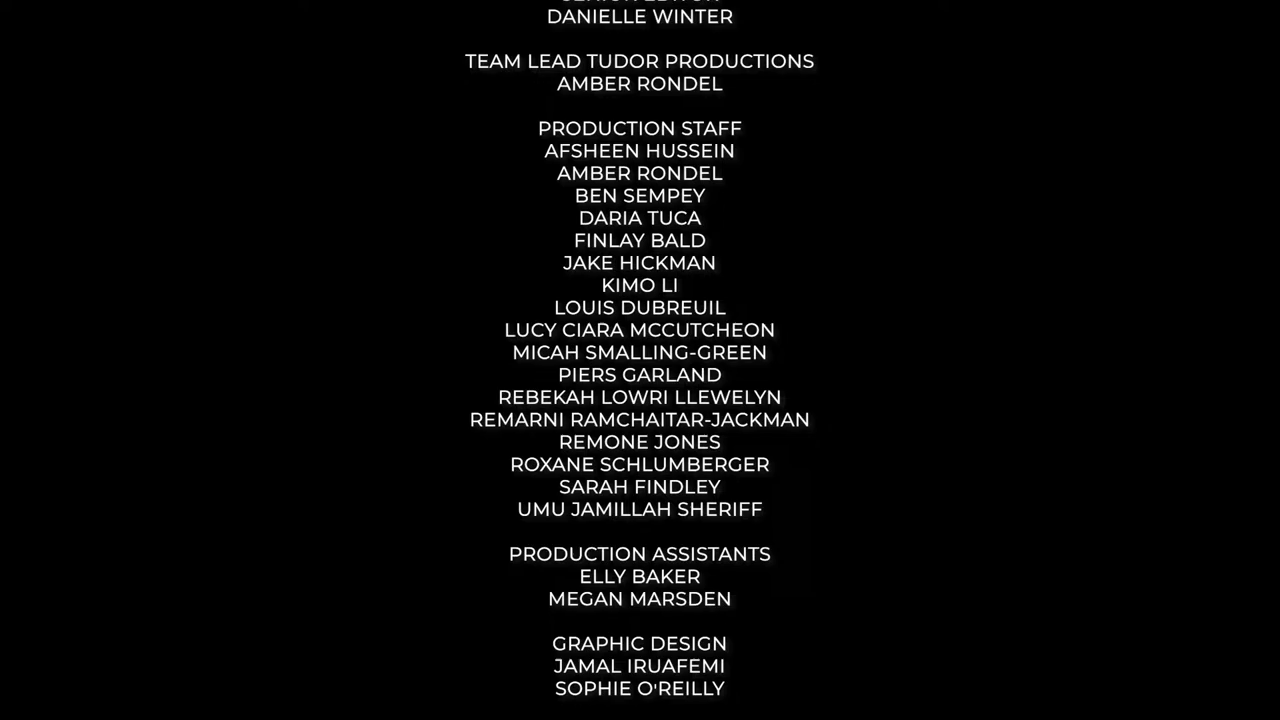 DANIELLE WINTER
TEAM LEAD TUDOR PRODUCTIONS
AMBER RONDEL
PRODUCTION STAFF
AFSHEEN HUSSEIN
AMBER RONDEL
BEN SEMPEY
DARIA TUCA
FINLAY BALD
JAKE HICKMAN
KIMO LI
LOUIS DUBREUIL
LUCY CIARA MCCUTCHEON
MICAH SMALLING-GREEN
PIERS GARLAND
REBEKAH LOWRI LLEWELYN
REMARNI RAMCHAITAR-JACKMAN
REMONE JONES
ROXANE SCHLUMBERGER
SARAH FINDLEY
UMU JAMILLAH SHERIFF
PRODUCTION ASSISTANTS
ELLY BAKER
MEGAN MARSDEN
GRAPHIC DESIGN
JAMAL IRUAFEMI
SOPHIE O'REILLY